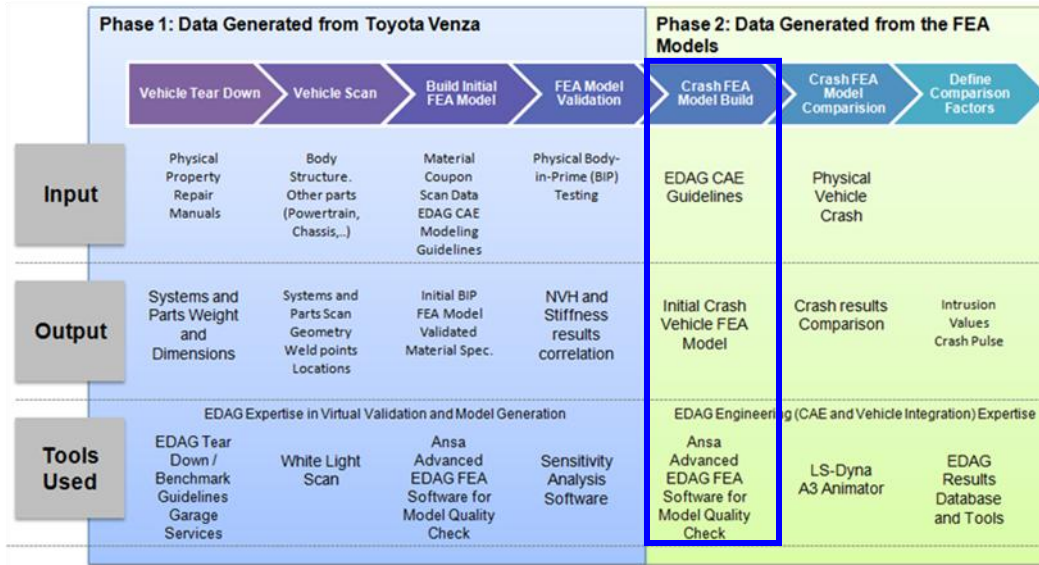 Phase 1: Data Generated from Toyota Venza
Phase 2: Data Generated from the FEA
Models
Vehicle Tear Down
Vehicle Scan
Build Initial
FEA Model
FEA Model
Validation
Crash FEA
Model Build
Crash FEA
Model
Comparision
Define
Comparison
Factors
Input
Physical
Property
Repair
Manuals
Body
Structure.
Other parts
(Powertrain,
Chassis,..)
Material
Coupon
Scan Data
EDAG CAE
Modeling
Guidelines
Physical Body-
in-Prime (BIP)
Testing
EDAG CAE
Guidelines
Physical
Vehicle
Crash
Output
Systems and
Parts Weight
and
Dimensions
Systems and
Parts Scan
Geometry
Weld points
Locations
Initial BIP
FEA Model
Validated
Material Spec.
NVH and
Stiffness
results
correlation
Initial Crash
Vehicle FEA
Model
Crash results
Comparison
Intrusion
Values
Crash Pulse
Tools
Used
EDAG Expertise in Virtual Validation and Model Generation
EDAG Engineering (CAE and Vehicle Integration) Expertise
EDAG Tear
Down /
Benchmark
Guidelines
Garage
Services
White Light
Scan
Ansa
Advanced
EDAG FEA
Software for
Model Quality
Check
Sensitivity
Analysis
Software
Ansa
Advanced
EDAG FEA
Software for
Model Quality
Check
LS-Dyna
A3 Animator
EDAG
Results
Database
and Tools